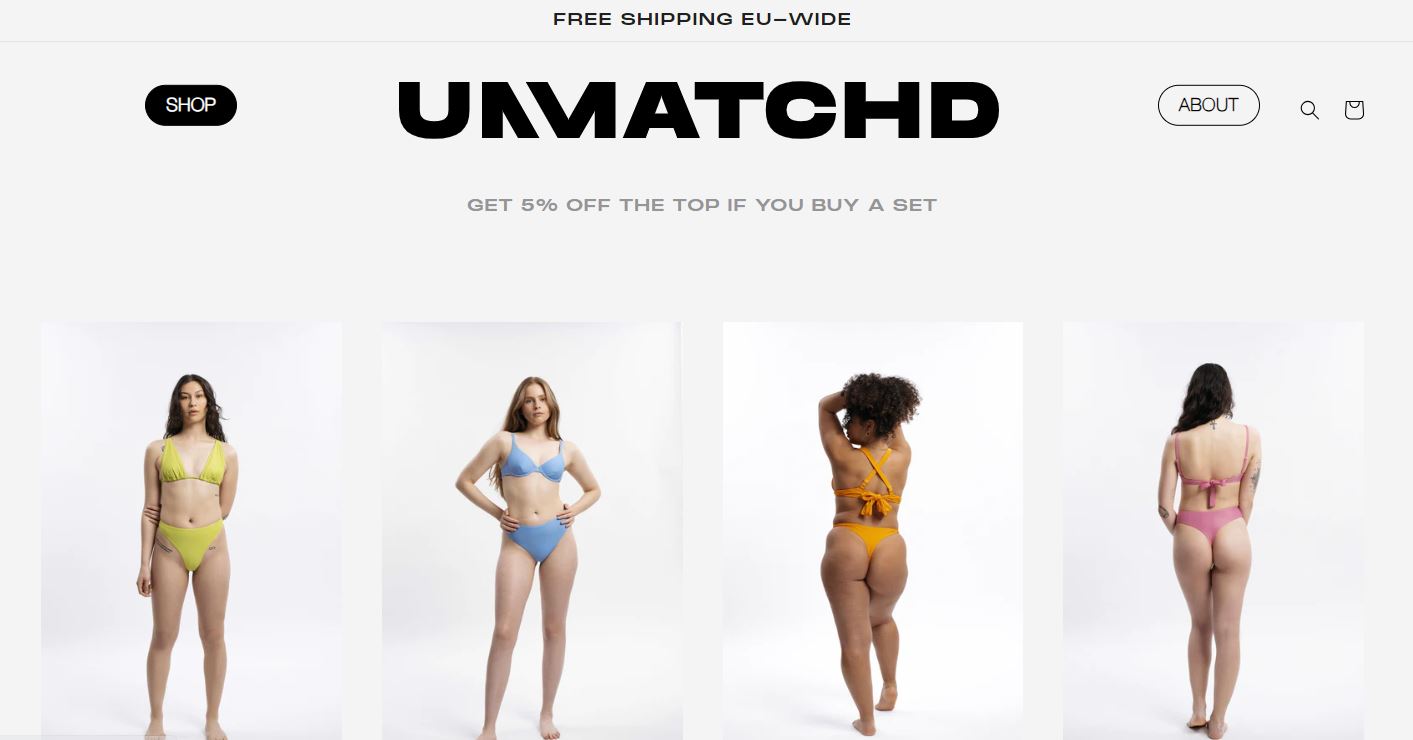 FREE SHIPPING EU–WIDE
SHOP
UNMATCHD
ABOUT
GET 5% OFF THE TOP IF YOU BUY A SET